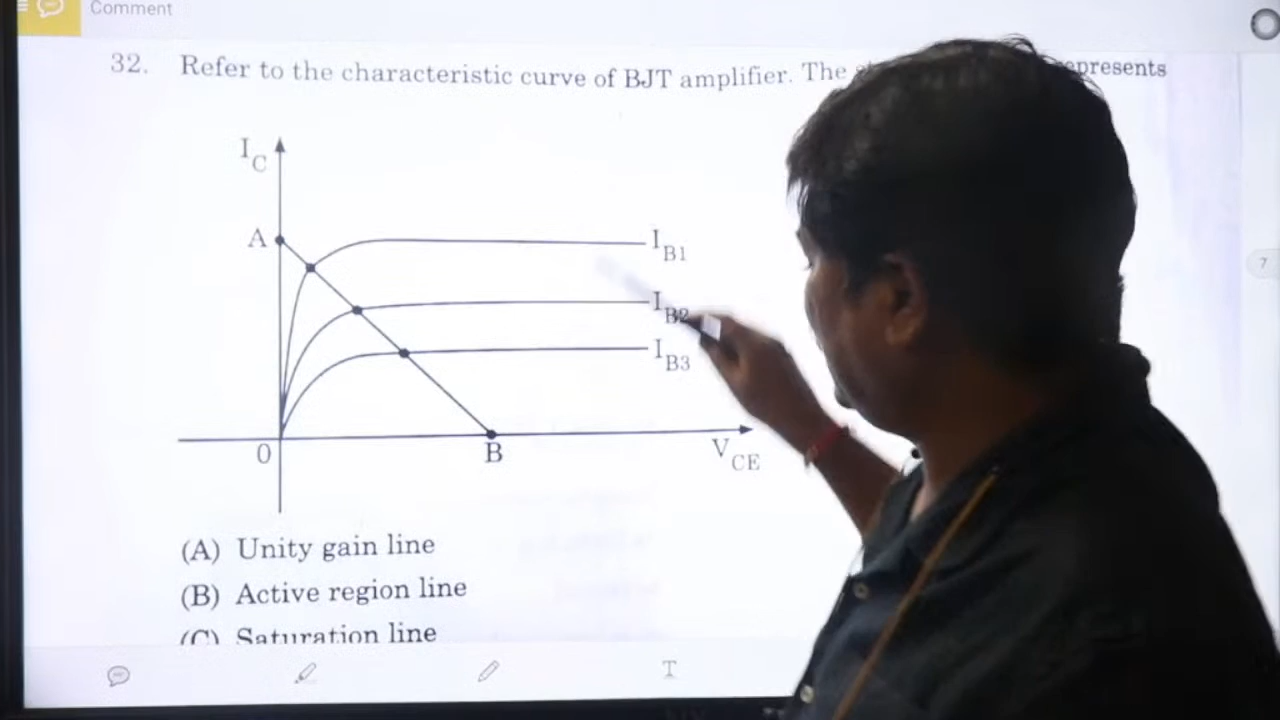 Comment
32. Refer to the characteristic curve of BJT amplifier. The
I_C
A
I_B1
I_B2
I_B3
0
B
V_CE
7
(A) Unity gain line
(B) Active region line
(C) Saturation line
T